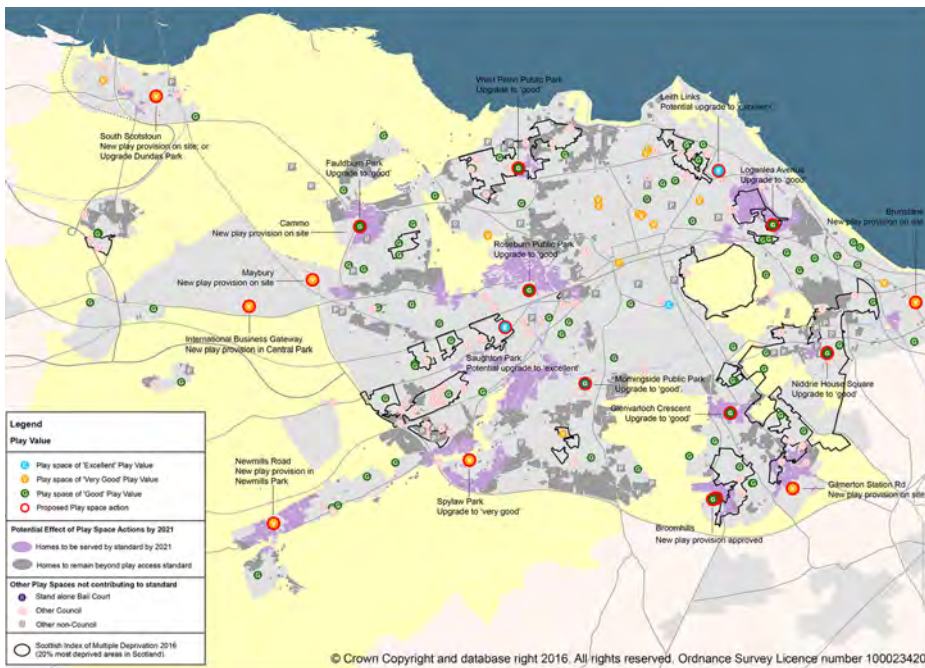 West Pilton Public Park
Upgrade to 'good'
Leith Links
Potential upgrade to 'excellent'
South Scotstoun
New play provision on site; or
Upgrade Dundas Park
Fauldburn Park
Upgrade to 'good'
Loganlea Avenue
Upgrade to 'good'
Cammo
New play provision on site
Brunstane
New play provision on site
Roseburn Public Park
Upgrade to 'good'
Maybury
New play provision on site
International Business Gateway
New play provision in Central Park
Saughton Park
Potential upgrade to 'excellent'
Morningside Public Park
Upgrade to 'good'
Niddrie House Square
Upgrade to 'good'
Glenvarloch Crescent
Upgrade to 'good'
Newmills Road
New play provision in
Newmills Park
Spylaw Park
Upgrade to 'very good'
Gilmerton Station Rd
New play provision on site
Broomhills
New play provision approved
Legend
Play Value
E Play space of 'Excellent' Play Value
V Play space of 'Very Good' Play Value
G Play space of 'Good' Play Value
Proposed Play space action
Potential Effect of Play Space Actions by 2021
Homes to be served by standard by 2021
Homes to remain beyond play access standard
Other Play Spaces not contributing to standard
Stand alone Ball Court
Other Council
Other non-Council
Scottish Index of Multiple Deprivation 2016
(20% most deprived areas in Scotland)
© Crown Copyright and database right 2016. All rights reserved. Ordnance Survey Licence number 100023420